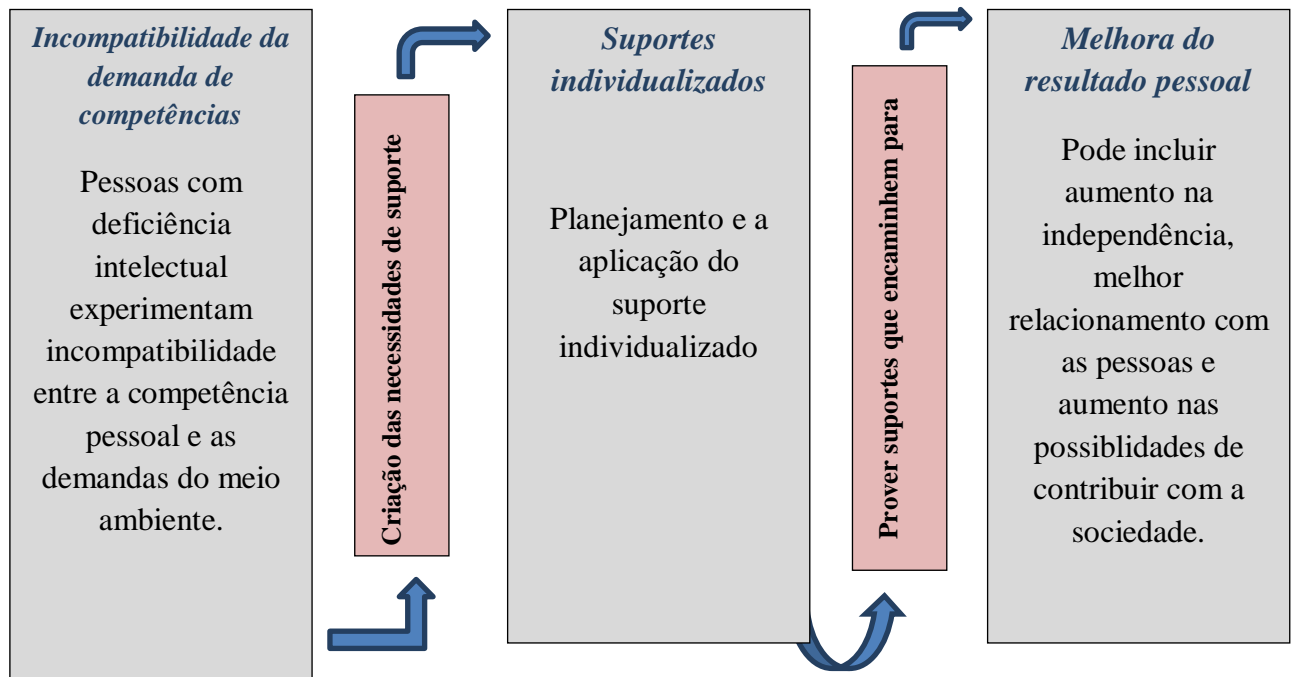 Incompatibilidade da
demanda de
competências
Pessoas com
deficiência
intelectual
experimentam
incompatibilidade
entre a competência
pessoal e as
demandas do meio
ambiente.
Criação das necessidades de suporte
Suportes
individualizados
Planejamento e a
aplicação do
suporte
individualizado
Prover suportes que encaminhem para
Melhora do
resultado pessoal
Pode incluir
aumento na
independência,
melhor
relacionamento com
as pessoas e
aumento nas
possiblidades de
contribuir com a
sociedade.